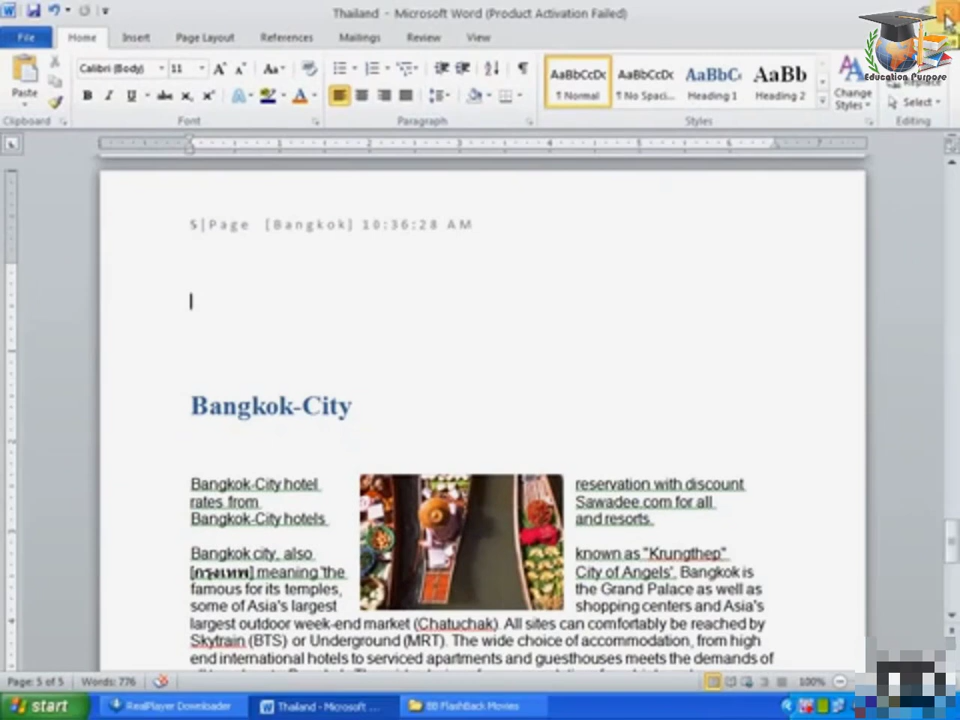 Thailand - Microsoft Word (Product Activation Failed)
File Home Insert Page Layout References Mailings Review View
Paste
Calibri (Body) 11
AaBbCcDc AaBbCcDc AaBbCc AaBb
¶ Normal ¶ No Spaci... Heading 1 Heading 2
Change Styles
Replace
Select
Clipboard Font Paragraph Styles Editing
Education Purpose
5|Page [Bangkok] 10:36:28 AM
Bangkok-City
Bangkok-City hotel reservation with discount
rates from Sawadee.com for all
Bangkok-City hotels and resorts.
Bangkok city, also known as "Krungthep"
[กรุงเทพ] meaning 'the City of Angels'. Bangkok is
famous for its temples, the Grand Palace as well as
some of Asia's largest shopping centers and Asia's
largest outdoor week-end market (Chatuchak). All sites can comfortably be reached by
Skytrain (BTS) or Underground (MRT). The wide choice of accommodation, from high
end international hotels to serviced apartments and guesthouses meets the demands of
Page: 5 of 5 Words: 776 100%
start RealPlayer Downloader Thailand - Microsoft ... BB FlashBack Movies